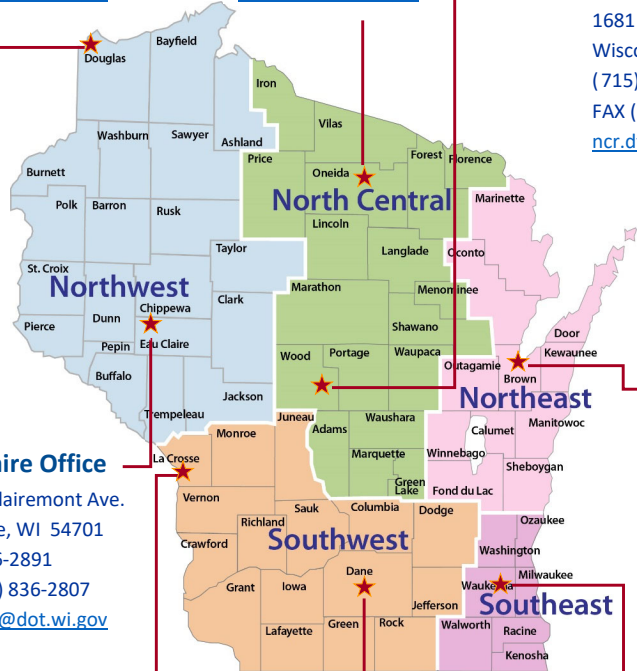 1681
Wisco
(715)
FAX (
ncr.d
Bayfield
Douglas
Iron
Vilas
Washburn
Sawyer
Ashland
Price
Forest
Florence
Oneida
Burnett
North Central
Marinette
Polk
Barron
Rusk
Lincoln
Taylor
Langlade
Oconto
St. Croix
Northwest
Marathon
Menominee
Clark
Chippewa
Dunn
Pierce
Shawano
Door
Pepin
Eau Claire
Wood
Portage
Waupaca
Kewaunee
Outagamie
Buffalo
Brown
Jackson
Northeast
Trempeleau
Juneau
Adams
Waushara
Manitowoc
Calumet
Monroe
La Crosse
Marquette
Winnebago
ire Office
Sheboygan
Green
Lake
Fond du Lac
Vernon
lairemont Ave.
Sauk
Columbia
Dodge
e, WI 54701
Richland
Ozaukee
5-2891
Crawford
Southwest
Washington
) 836-2807
Dane
Milwaukee
Waukesha
Grant
Iowa
@dot.wi.gov
Jefferson
Southeast
Lafayette
Green
Rock
Walworth
Racine
Kenosha